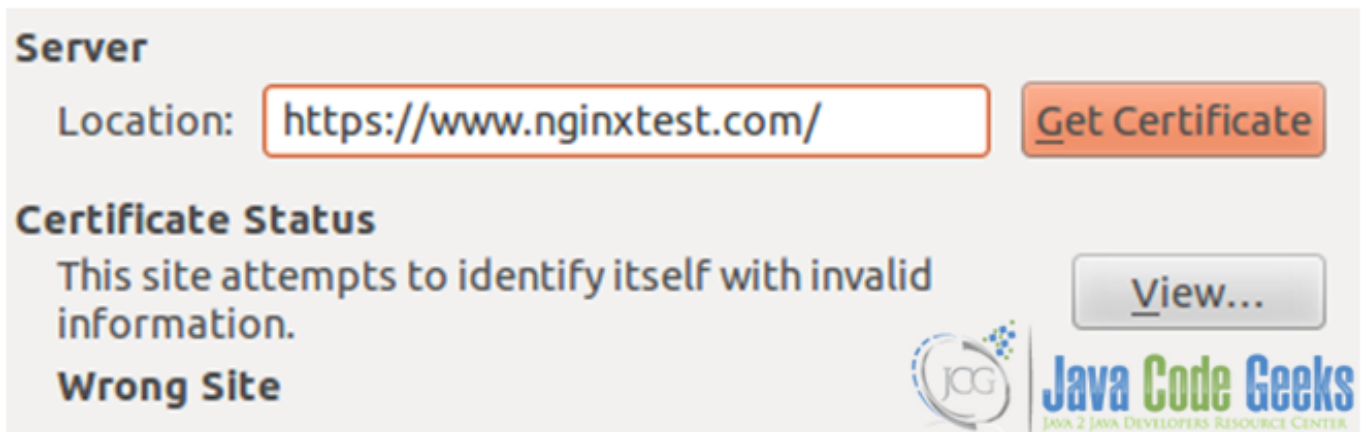 Server
Location: https://www.nginxtest.com/ Get Certificate
Certificate Status
This site attempts to identify itself with invalid
information.
View...
Wrong Site
JCG
Java Code Geeks
JAVA 2 JAVA DEVELOPERS RESOURCE CENTER